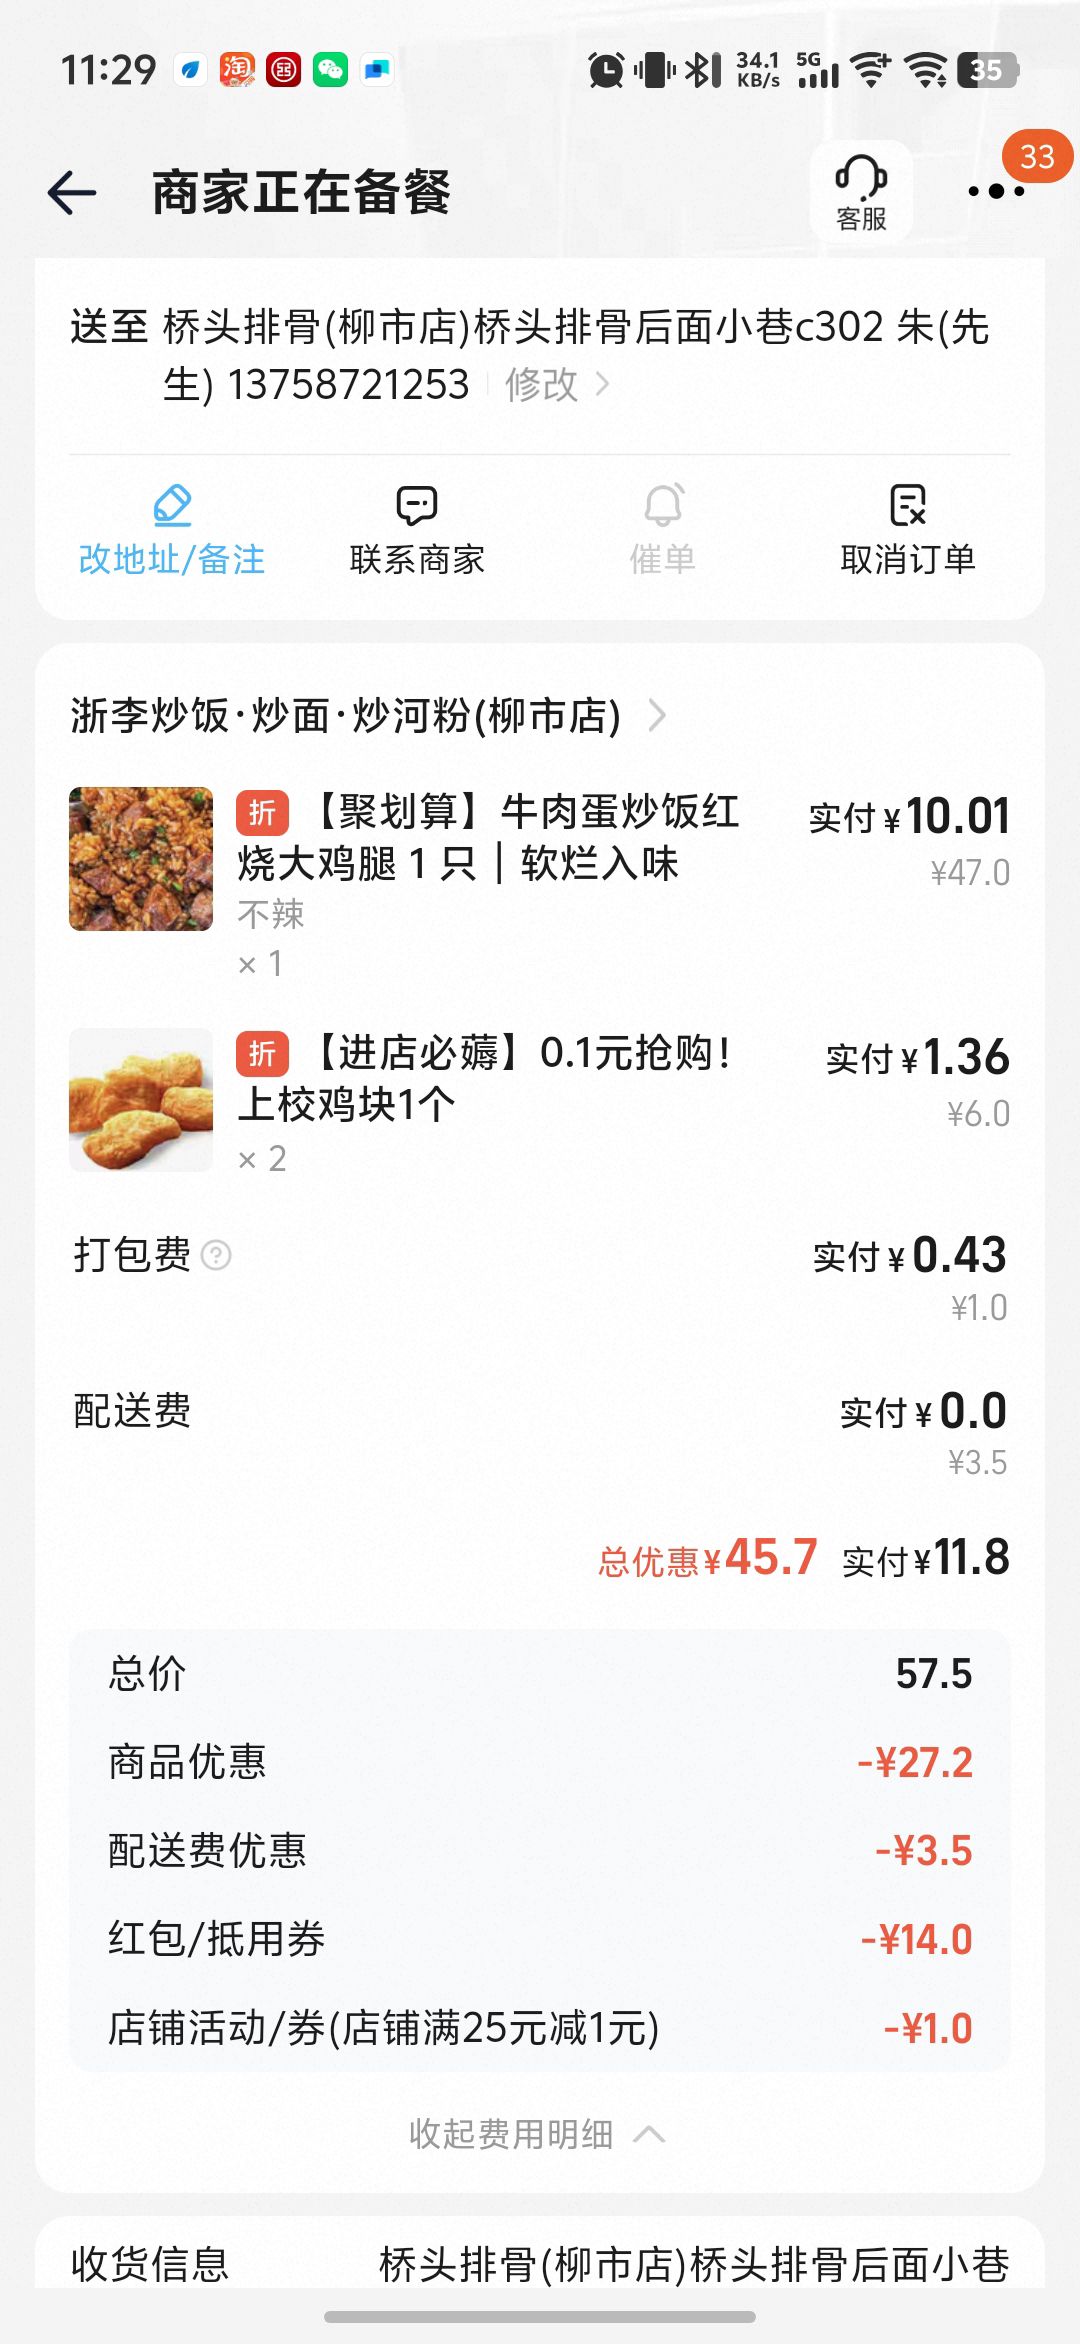 11:29
淘
34.1
KB/s
5G
35
商家正在备餐
客服
33
送至 桥头排骨(柳市店)桥头排骨后面小巷c302 朱(先
生) 13758721253 修改
改地址/备注 联系商家 催单 取消订单
浙李炒饭·炒面·炒河粉(柳市店)
折 【聚划算】牛肉蛋炒饭红 实付¥10.01
烧大鸡腿 1 只｜软烂入味 ¥47.0
不辣
× 1
折 【进店必薅】0.1元抢购！ 实付¥1.36
上校鸡块1个 ¥6.0
× 2
打包费 ? 实付¥0.43
¥1.0
配送费 实付¥0.0
¥3.5
总优惠¥45.7 实付¥11.8
总价 57.5
商品优惠 -¥27.2
配送费优惠 -¥3.5
红包/抵用券 -¥14.0
店铺活动/券(店铺满25元减1元) -¥1.0
收起费用明细
收货信息 桥头排骨(柳市店)桥头排骨后面小巷